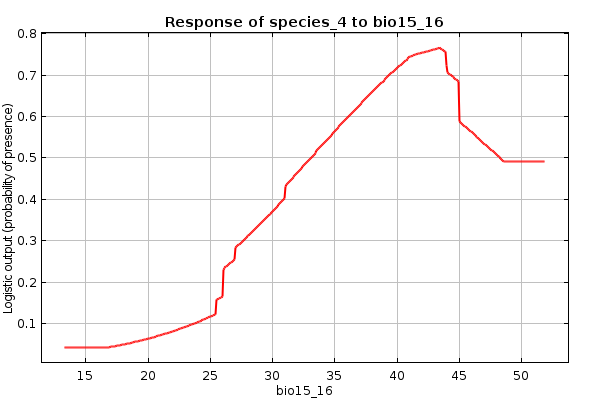 Response of species_4 to bio15_16
Logistic output (probability of presence)
0.8
0.7
0.6
0.5
0.4
0.3
0.2
0.1
15 20 25 30 35 40 45 50
bio15_16